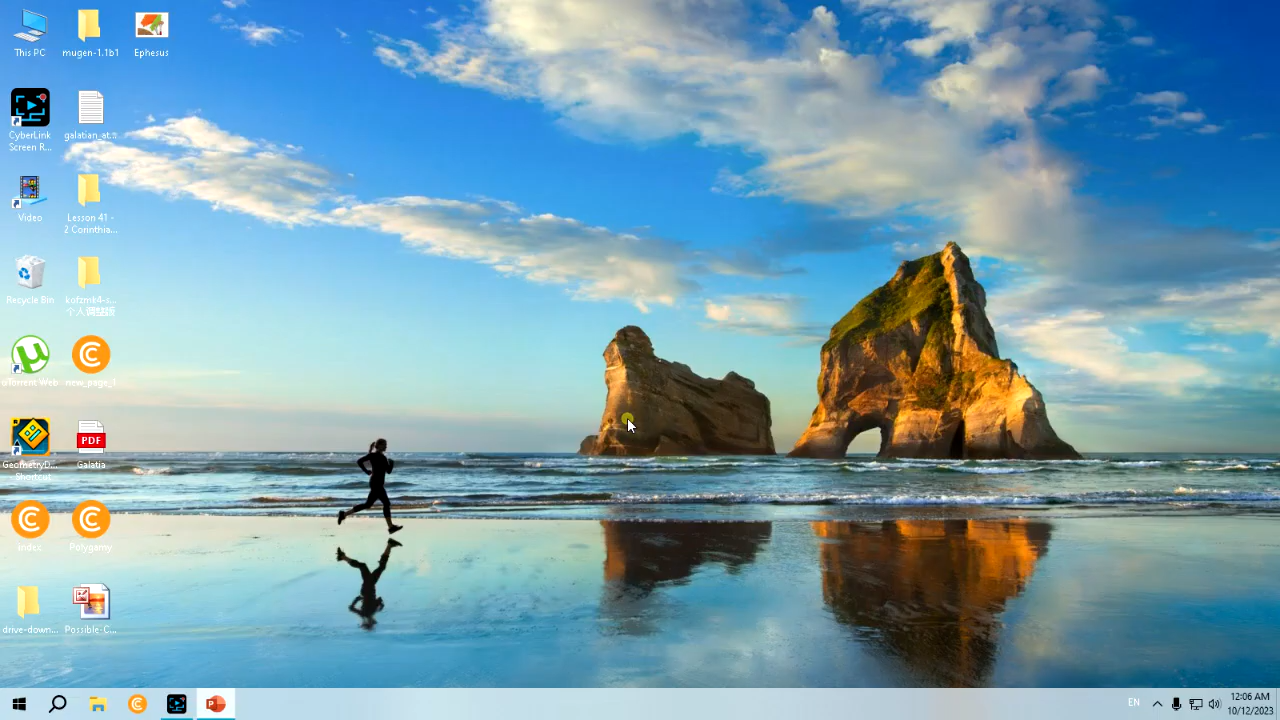 This PC
mugen-1.1b1
Ephesus
CyberLink
Screen R...
galatian_at...
Video
Lesson 41 -
2 Corinthia...
Recycle Bin
kofzmk4-s...
个人调整版
uTorrent Web
new_page_1
GeometryD...
- Shortcut
PDF
Galatia
index
Polygamy
drive-down...
Possible-C...
EN
12:06 AM
10/12/2023